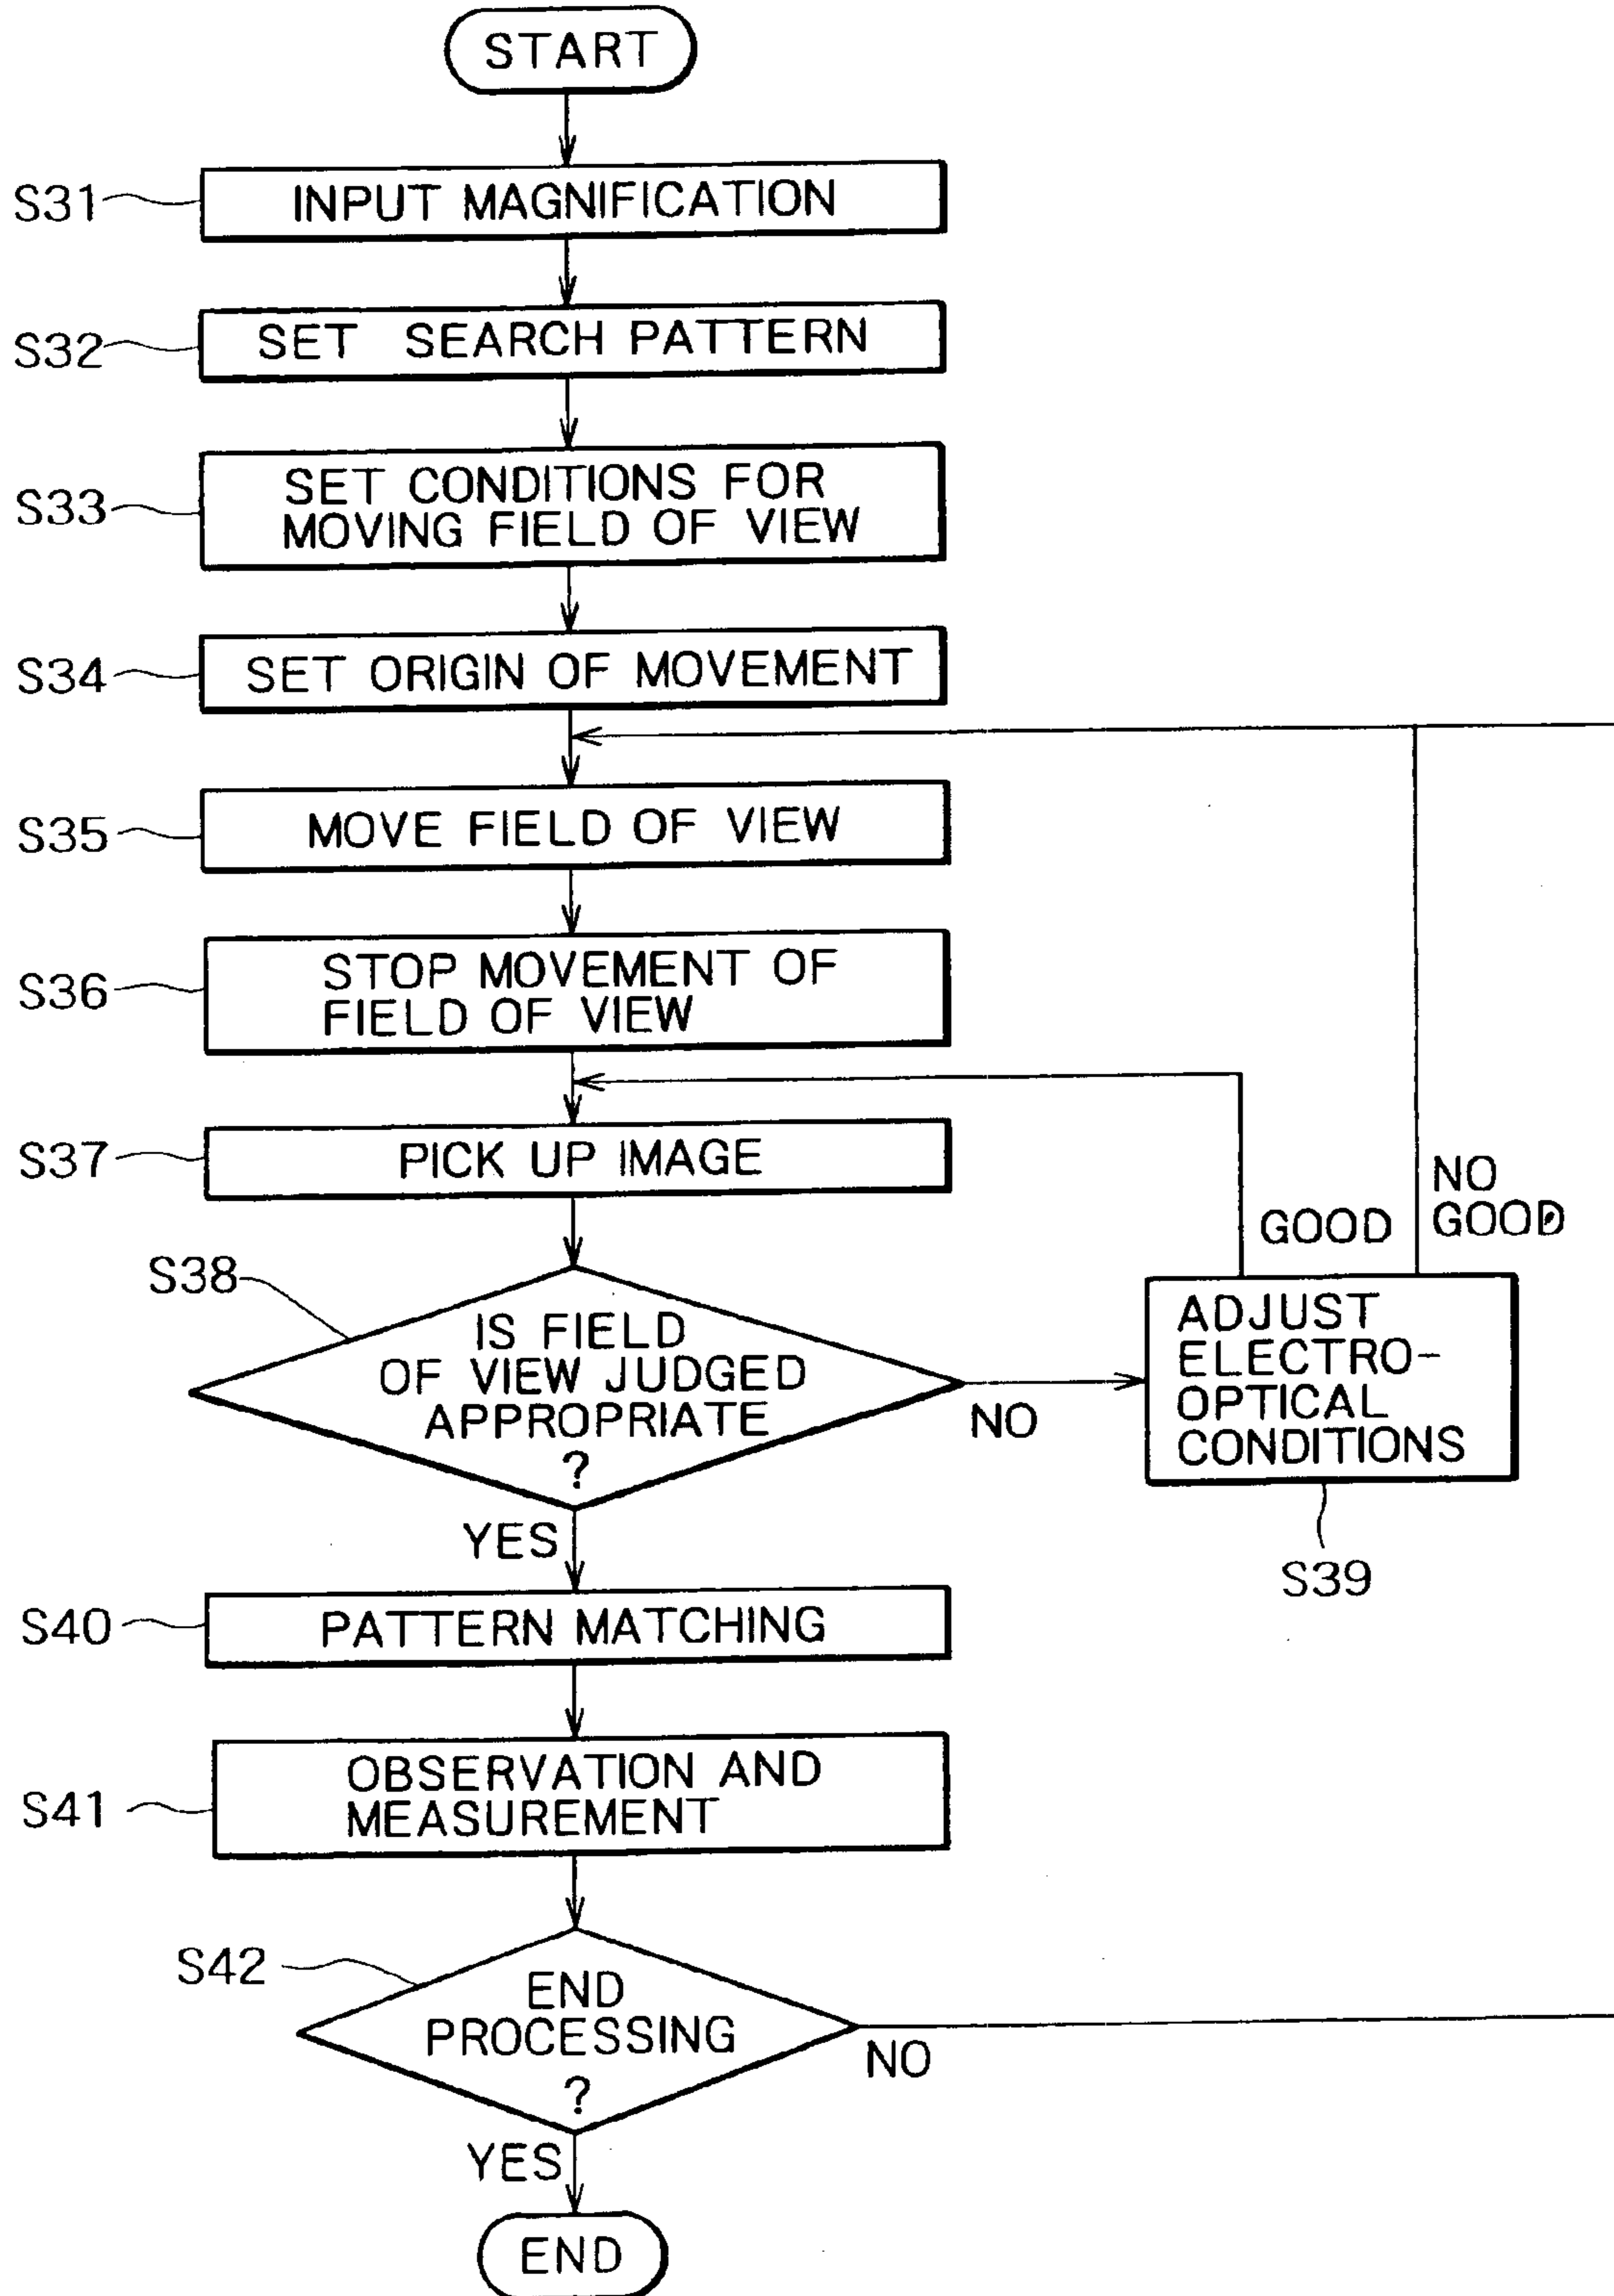 START
S31
INPUT MAGNIFICATION
S32
SET SEARCH PATTERN
S33
SET CONDITIONS FOR
MOVING FIELD OF VIEW
S34
SET ORIGIN OF MOVEMENT
S35
MOVE FIELD OF VIEW
S36
STOP MOVEMENT OF
FIELD OF VIEW
S37
PICK UP IMAGE
GOOD
NO
GOOD
S38
IS FIELD
OF VIEW JUDGED
APPROPRIATE
?
NO
ADJUST
ELECTRO-
OPTICAL
CONDITIONS
S39
YES
S40
PATTERN MATCHING
S41
OBSERVATION AND
MEASUREMENT
S42
END
PROCESSING
?
NO
YES
END